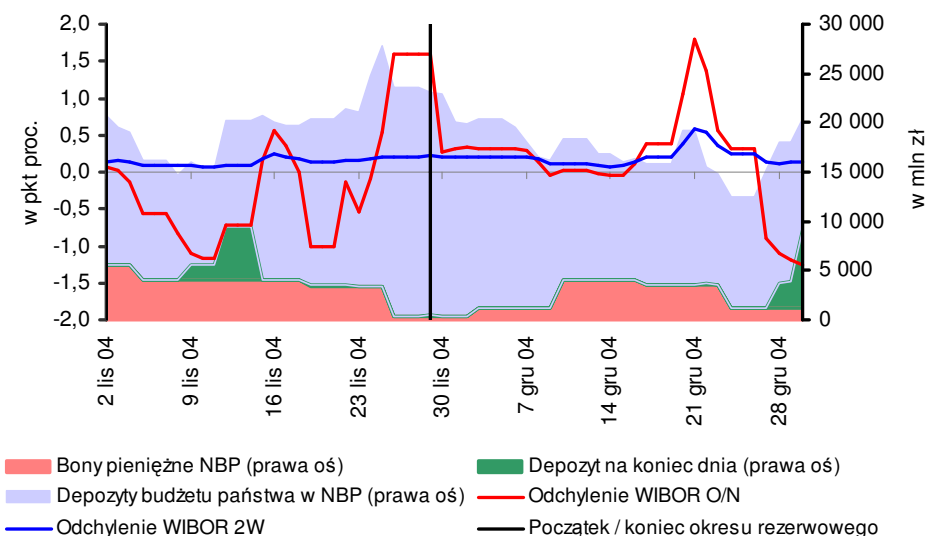 2,0
1,5
1,0
0,5
0,0
-0,5
-1,0
-1,5
-2,0
w pkt proc.
30 000
25 000
20 000
15 000
10 000
5 000
0
w mln zł
2 lis 04
9 lis 04
16 lis 04
23 lis 04
30 lis 04
7 gru 04
14 gru 04
21 gru 04
28 gru 04
Bony pieniężne NBP (prawa oś)
Depozyt na koniec dnia (prawa oś)
Depozyty budżetu państwa w NBP (prawa oś)
Odchylenie WIBOR O/N
Odchylenie WIBOR 2W
Początek / koniec okresu rezerwowego